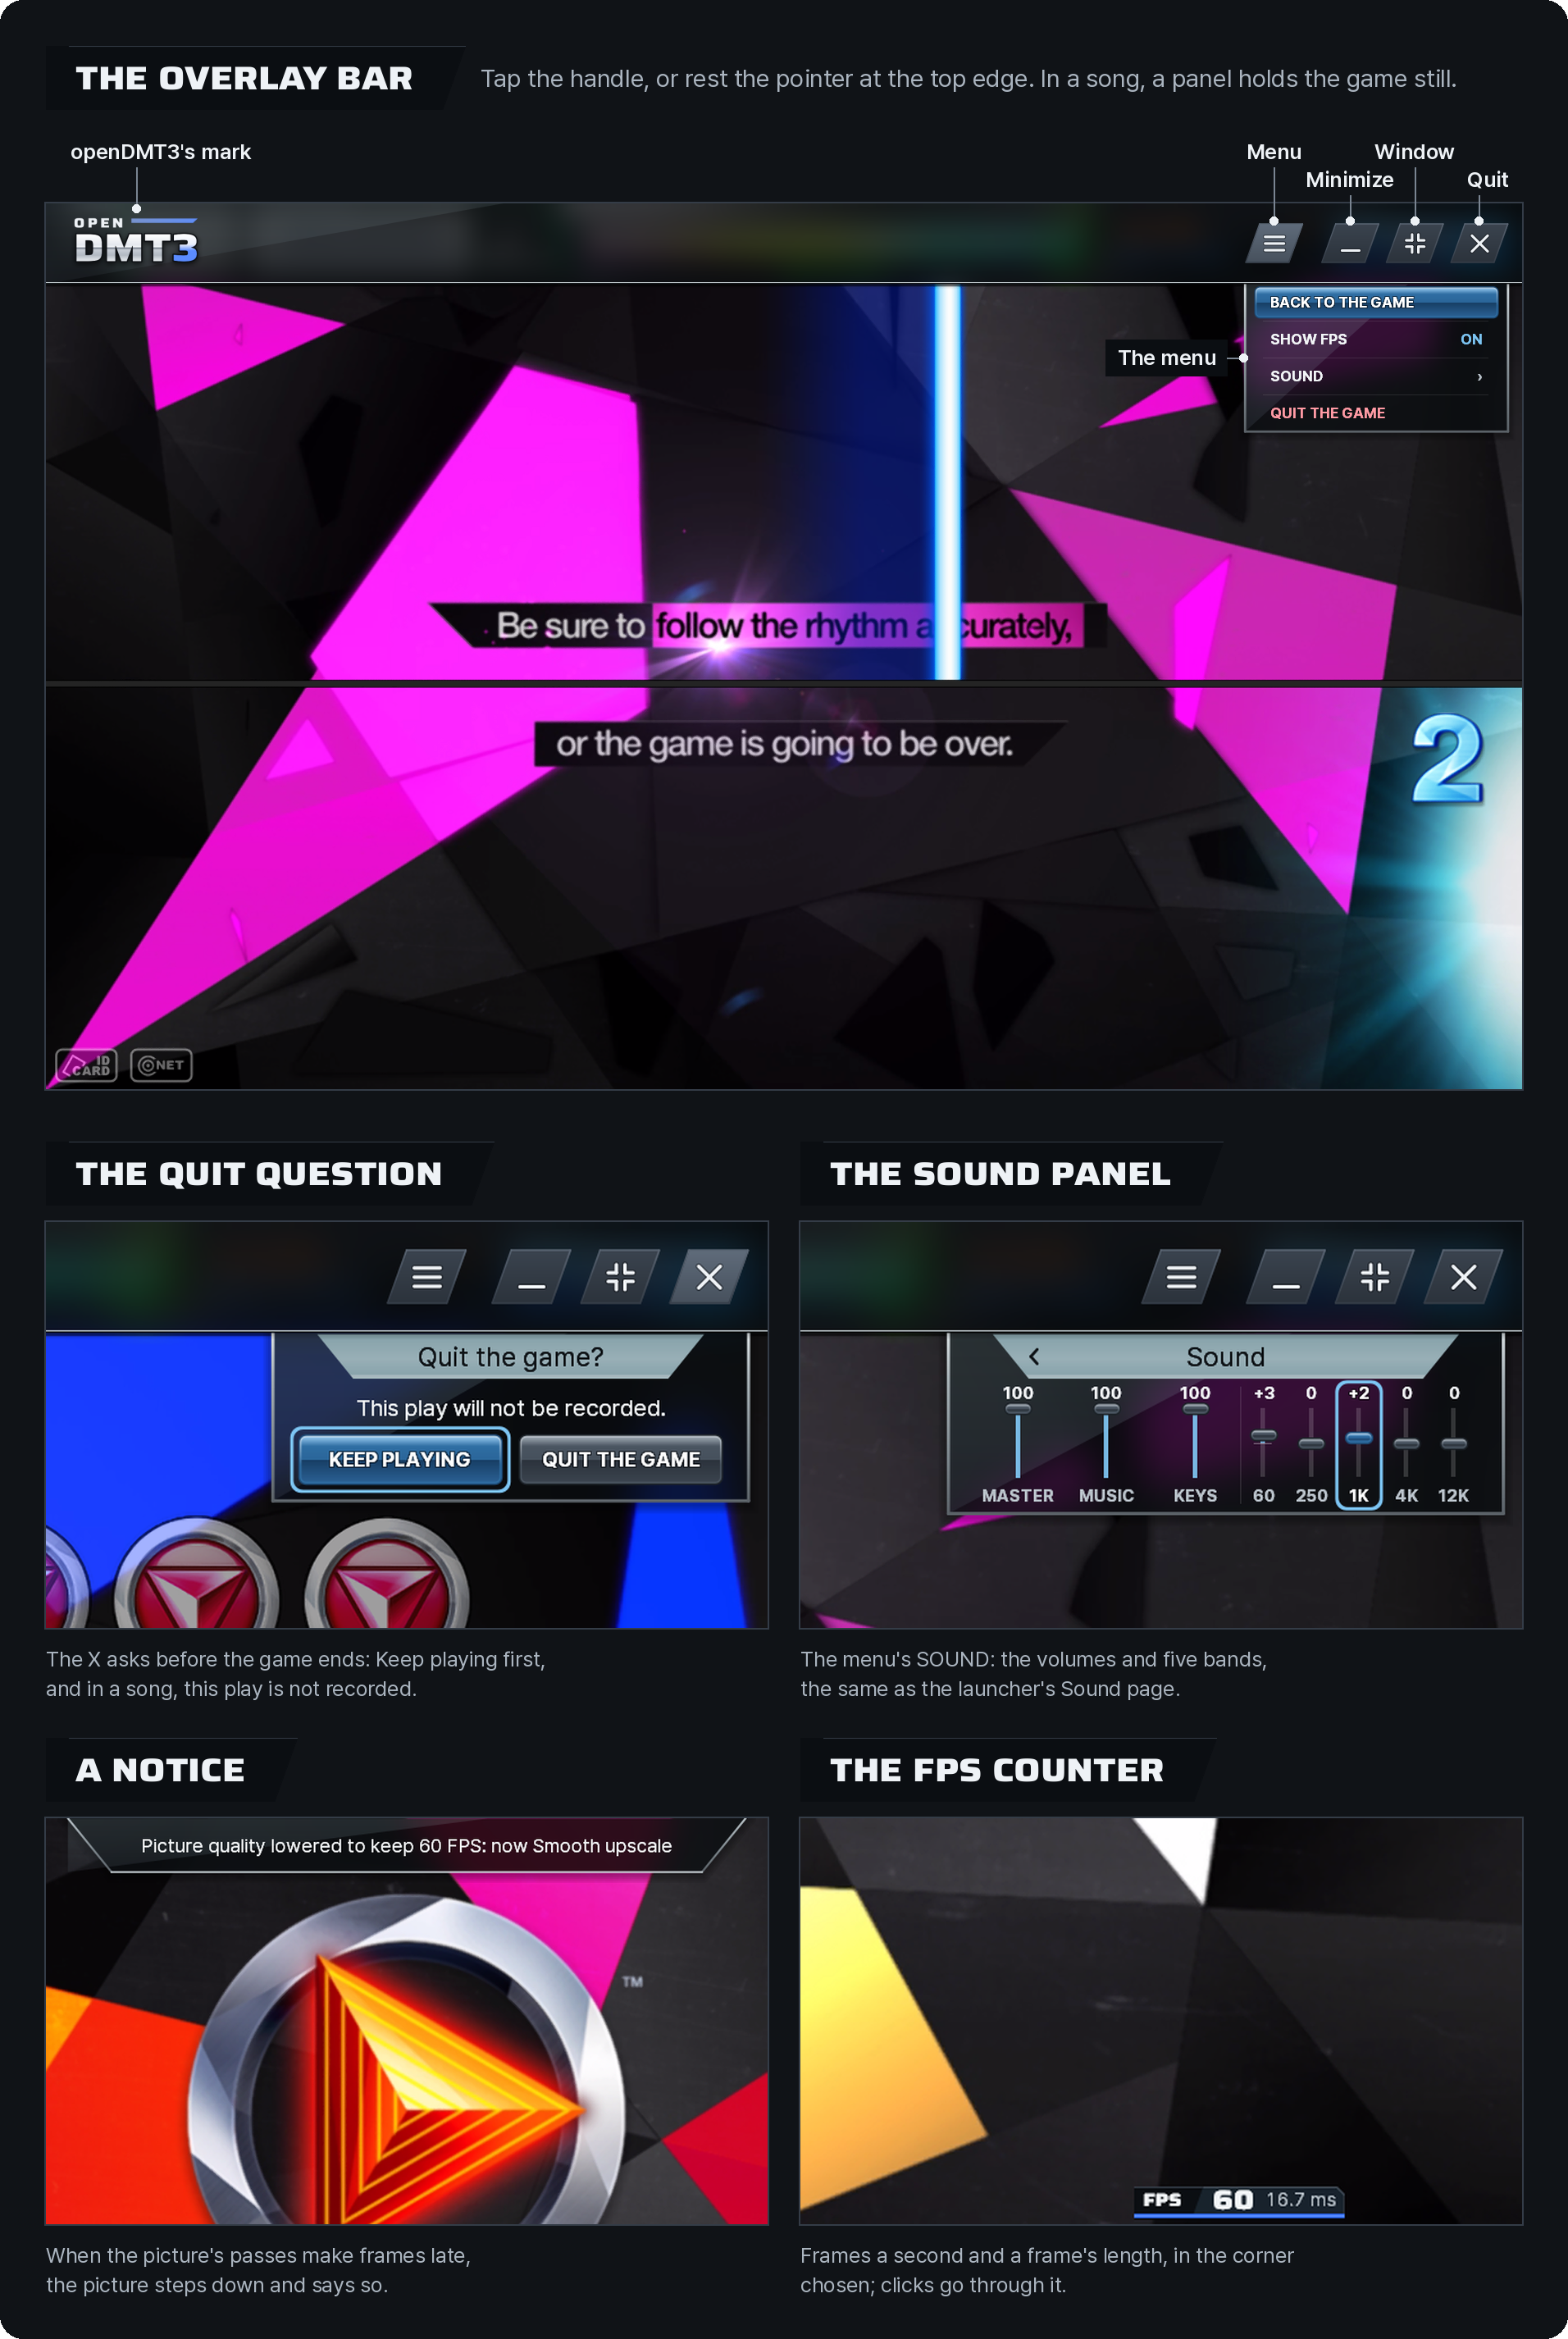 THE OVERLAY BAR
Tap the handle, or rest the pointer at the top edge. In a song, a panel holds the game still.
openDMT3's mark
Menu
Window
Minimize
Quit
OPEN
DMT3
BACK TO THE GAME
SHOW FPS ON
The menu
SOUND ›
QUIT THE GAME
Be sure to follow the rhythm a curately,
or the game is going to be over.
2
ID CARD
NET
THE QUIT QUESTION
Quit the game?
This play will not be recorded.
KEEP PLAYING
QUIT THE GAME
The X asks before the game ends: Keep playing first,
and in a song, this play is not recorded.
THE SOUND PANEL
Sound
100 100 100 +3 0 +2 0 0
MASTER MUSIC KEYS 60 250 1K 4K 12K
The menu's SOUND: the volumes and five bands,
the same as the launcher's Sound page.
A NOTICE
Picture quality lowered to keep 60 FPS: now Smooth upscale
TM
When the picture's passes make frames late,
the picture steps down and says so.
THE FPS COUNTER
FPS 60 16.7 ms
Frames a second and a frame's length, in the corner
chosen; clicks go through it.